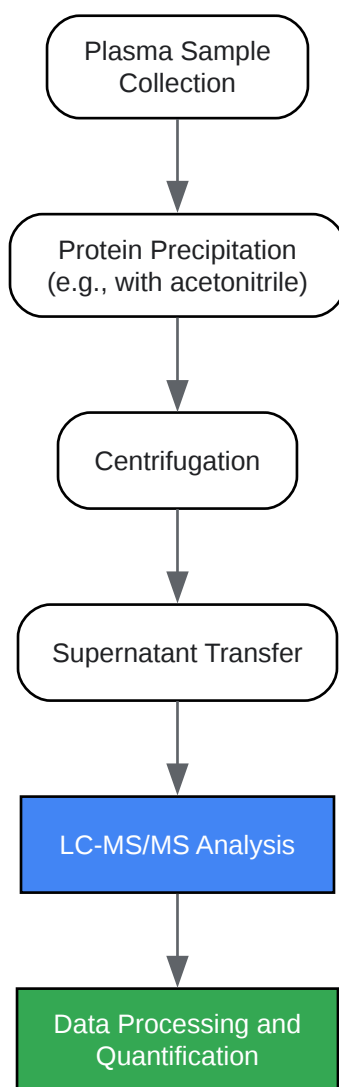 Plasma Sample
Collection
Protein Precipitation
(e.g., with acetonitrile)
Centrifugation
Supernatant Transfer
LC-MS/MS Analysis
Data Processing and
Quantification